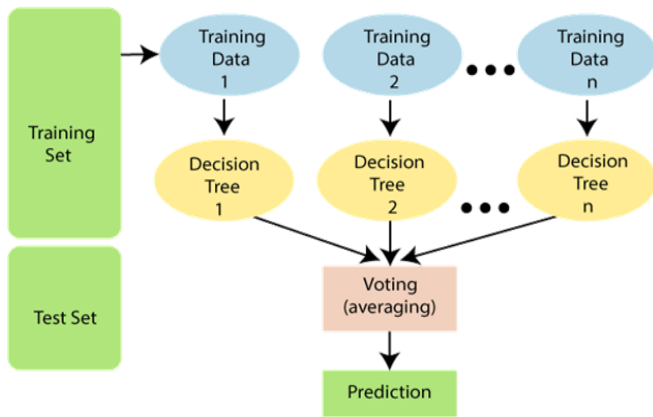 Training
Set
Test Set
Training
Data
1
Training
Data
2
Training
Data
n
Decision
Tree
1
Decision
Tree
2
Decision
Tree
n
Voting
(averaging)
Prediction